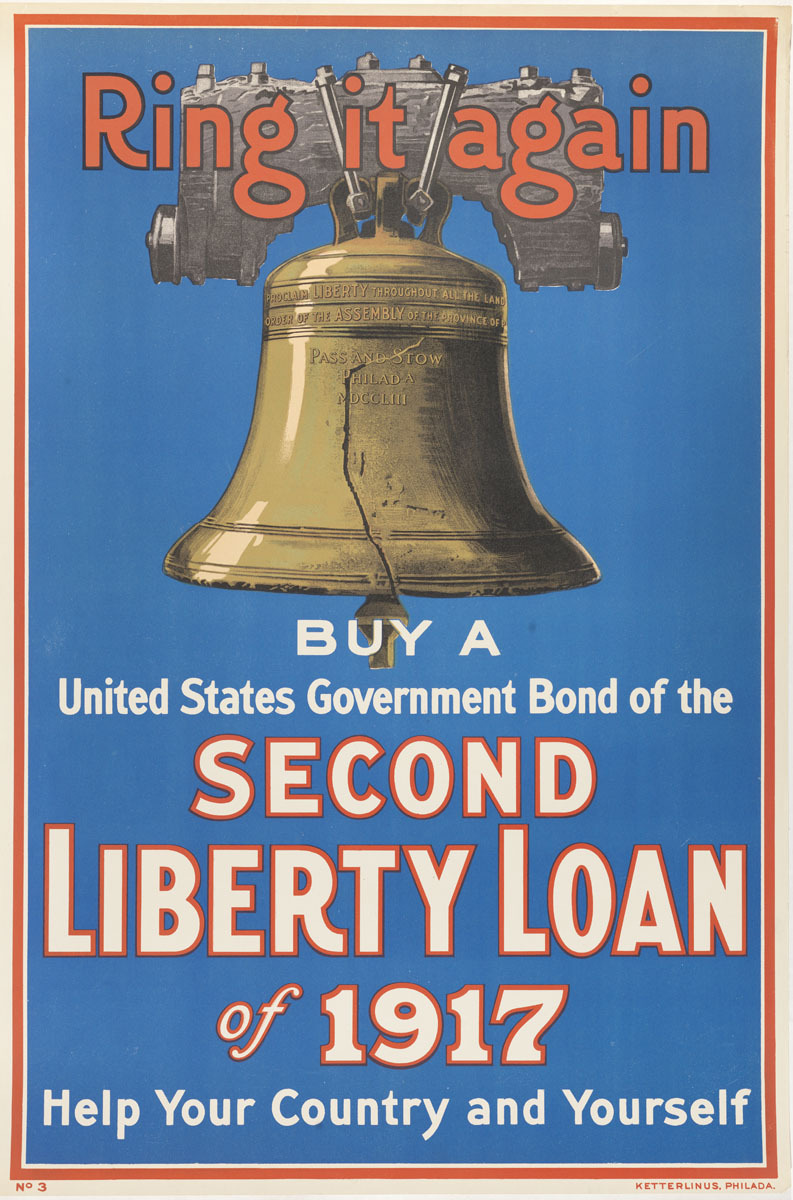 Ring it again
PROCLAIM LIBERTY THROUGHOUT ALL THE LAND
ORDER OF THE ASSEMBLY OF THE PROVINCE OF
PASS AND STOW
PHILADA
MDCCLIII
BUY A
United States Government Bond of the
SECOND
LIBERTY LOAN
of 1917
Help Your Country and Yourself
No 3
KETTERLINUS, PHILADA.